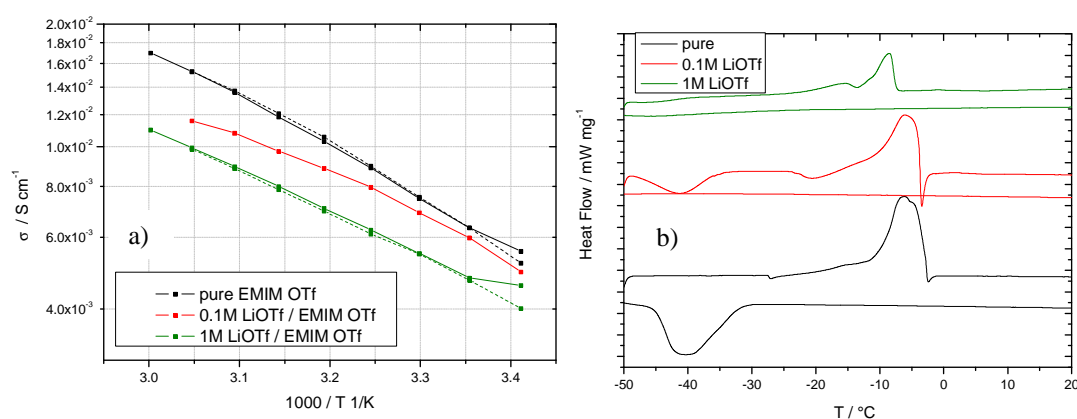 2.0x10⁻²
1.8x10⁻²
1.6x10⁻²
1.4x10⁻²
1.2x10⁻²
1.0x10⁻²
8.0x10⁻³
6.0x10⁻³
4.0x10⁻³
σ / S cm⁻¹
a)
pure EMIM OTf
0.1M LiOTf / EMIM OTf
1M LiOTf / EMIM OTf
3.0 3.1 3.2 3.3 3.4
1000 / T 1/K
pure
0.1M LiOTf
1M LiOTf
Heat Flow / mW mg⁻¹
b)
-50 -40 -30 -20 -10 0 10 20
T / °C